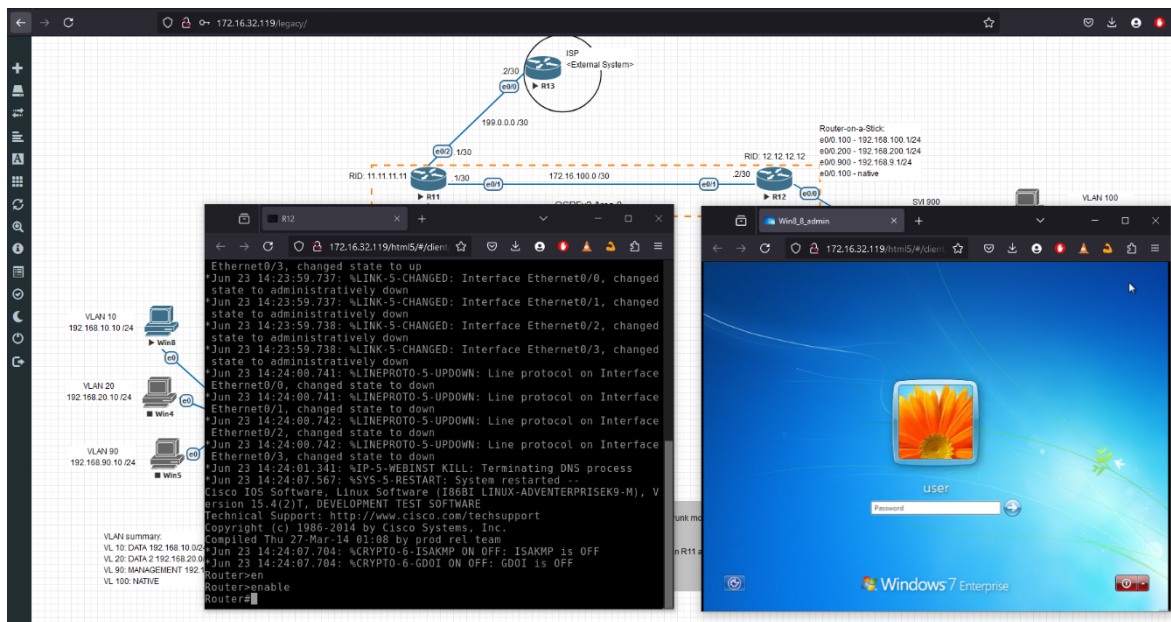 172.16.32.119/legacy/
ISP
<External System>
.2/30
e0/0
R13
199.0.0.0 /30
Router-on-a-Stick:
e0/0.100 - 192.168.100.1/24
e0/0.200 - 192.168.200.1/24
e0/0.900 - 192.168.9.1/24
e0/0.100 - native
e0/2
.1/30
RID: 11.11.11.11
R11
.1/30
e0/1
172.16.100.0 /30
e0/1
.2/30
RID: 12.12.12.12
R12
e0/0
SVI 900
VLAN 100
R12
172.16.32.119/html5/#/client
Ethernet0/3, changed state to up
*Jun 23 14:23:59.737: %LINK-5-CHANGED: Interface Ethernet0/0, changed
state to administratively down
*Jun 23 14:23:59.737: %LINK-5-CHANGED: Interface Ethernet0/1, changed
state to administratively down
*Jun 23 14:23:59.738: %LINK-5-CHANGED: Interface Ethernet0/2, changed
state to administratively down
*Jun 23 14:23:59.738: %LINK-5-CHANGED: Interface Ethernet0/3, changed
state to administratively down
*Jun 23 14:24:00.741: %LINEPROTO-5-UPDOWN: Line protocol on Interface
Ethernet0/0, changed state to down
*Jun 23 14:24:00.741: %LINEPROTO-5-UPDOWN: Line protocol on Interface
Ethernet0/1, changed state to down
*Jun 23 14:24:00.742: %LINEPROTO-5-UPDOWN: Line protocol on Interface
Ethernet0/2, changed state to down
*Jun 23 14:24:00.742: %LINEPROTO-5-UPDOWN: Line protocol on Interface
Ethernet0/3, changed state to down
*Jun 23 14:24:01.341: %IP-5-WEBINST_KILL: Terminating DNS process
*Jun 23 14:24:07.567: %SYS-5-RESTART: System restarted --
Cisco IOS Software, Linux Software (I86BI_LINUX-ADVENTERPRISEK9-M), V
ersion 15.4(2)T, DEVELOPMENT TEST SOFTWARE
Technical Support: http://www.cisco.com/techsupport
Copyright (c) 1986-2014 by Cisco Systems, Inc.
Compiled Thu 27-Mar-14 01:08 by prod_rel_team
*Jun 23 14:24:07.704: %CRYPTO-6-ISAKMP_ON_OFF: ISAKMP is OFF
*Jun 23 14:24:07.704: %CRYPTO-6-GDOI_ON_OFF: GDOI is OFF
Router>en
Router>enable
Router#
Win8_8_admin
172.16.32.119/html5/#/client
user
Password
Windows 7 Enterprise
VLAN 10
192.168.10.10 /24
Win8
e0
VLAN 20
192.168.20.10 /24
Win4
e0
VLAN 90
192.168.90.10 /24
Win5
e0
VLAN summary:
VL 10: DATA 192.168.10.0/2
VL 20: DATA 2 192.168.20.0/
VL 90: MANAGEMENT 192.1
VL 100: NATIVE